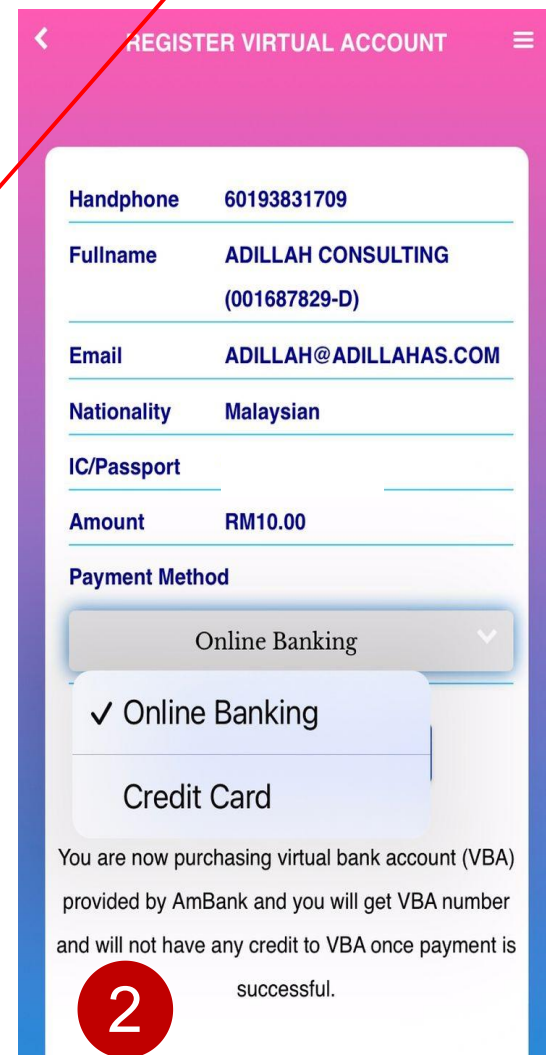 REGISTER VIRTUAL ACCOUNT
Handphone 60193831709
Fullname ADILLAH CONSULTING
(001687829-D)
Email ADILLAH@ADILLAHAS.COM
Nationality Malaysian
IC/Passport
Amount RM10.00
Payment Method
Online Banking
✓ Online Banking
Credit Card
You are now purchasing virtual bank account (VBA)
provided by AmBank and you will get VBA number
and will not have any credit to VBA once payment is
successful.
2